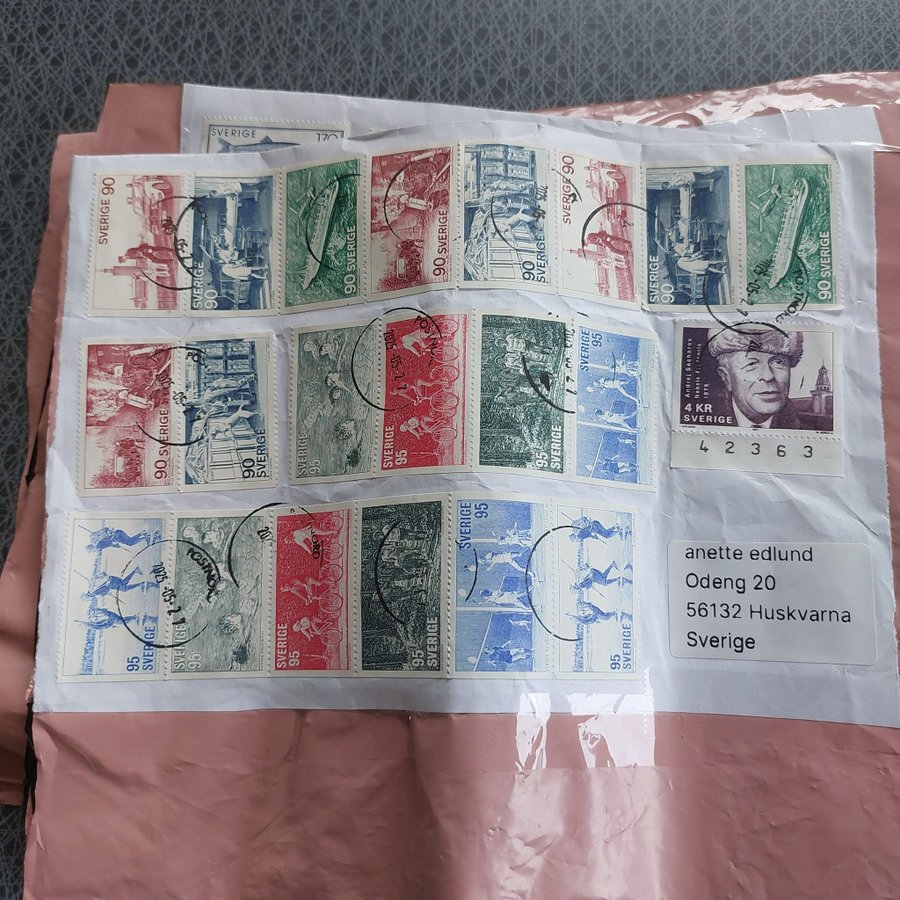 SVERIGE 170
SVERIGE 90
90 SVERIGE
90 SVERIGE
90 SVERIGE
90 SVERIGE
SVERIGE 90
90 SVERIGE
90 SVERIGE
90 SVERIGE
90 SVERIGE
95 SVERIGE
SVERIGE 95
95 SVERIGE
SVERIGE 95
Andrej Sacharov
1975
4 KR
SVERIGE
4 2 3 6 3
95 SVERIGE
95 SVERIGE
SVERIGE 95
95 SVERIGE
SVERIGE 95
95 SVERIGE
anette edlund
Odeng 20
56132 Huskvarna
Sverige